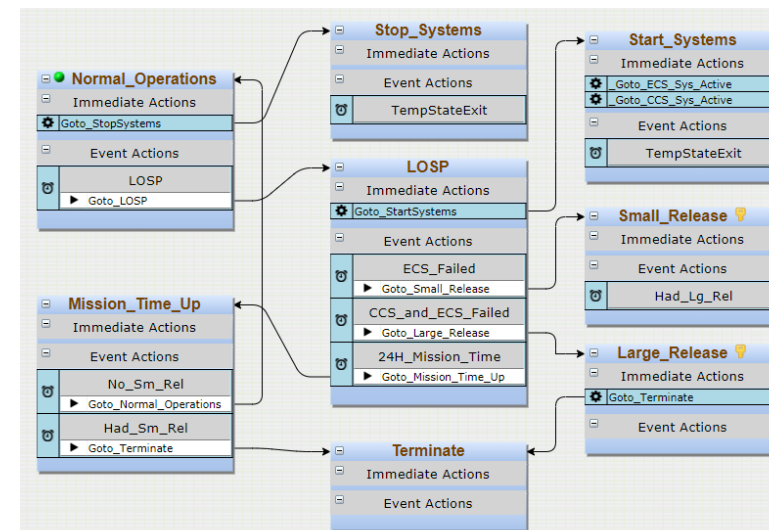 Normal_Operations
Immediate Actions
Goto_StopSystems
Event Actions
LOSP
Goto_LOSP
Mission_Time_Up
Immediate Actions
Event Actions
No_Sm_Rel
Goto_Normal_Operations
Had_Sm_Rel
Goto_Terminate
Stop_Systems
Immediate Actions
Event Actions
TempStateExit
LOSP
Immediate Actions
Goto_StartSystems
Event Actions
ECS_Failed
Goto_Small_Release
CCS_and_ECS_Failed
Goto_Large_Release
24H_Mission_Time
Goto_Mission_Time_Up
Terminate
Immediate Actions
Event Actions
Start_Systems
Immediate Actions
_Goto_ECS_Sys_Active
_Goto_CCS_Sys_Active
Event Actions
TempStateExit
Small_Release
Immediate Actions
Event Actions
Had_Lg_Rel
Large_Release
Immediate Actions
Goto_Terminate
Event Actions